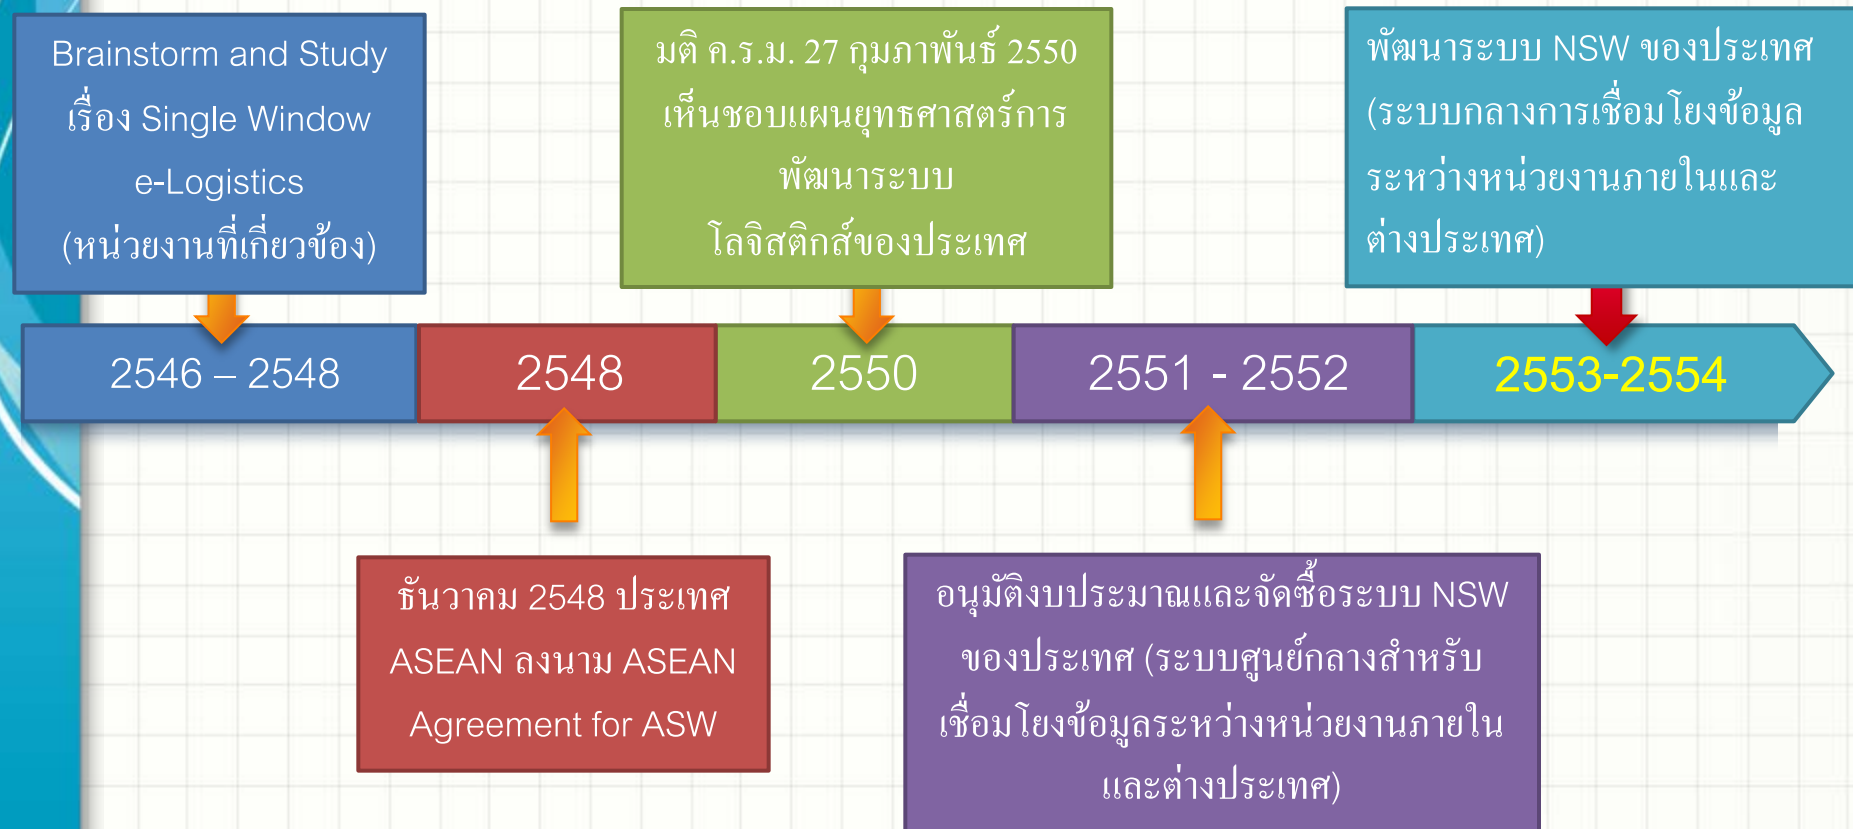 Brainstorm and Study
เรื่อง Single Window
e-Logistics
(หน่วยงานที่เกี่ยวข้อง)
มติ ค.ร.ม. 27 กุมภาพันธ์ 2550
เห็นชอบแผนยุทธศาสตร์การ
พัฒนาระบบ
โลจิสติกส์ของประเทศ
พัฒนาระบบ NSW ของประเทศ
(ระบบกลางการเชื่อมโยงข้อมูล
ระหว่างหน่วยงานภายในและ
ต่างประเทศ)
2546 – 2548
2548
2550
2551 - 2552
2553-2554
ธันวาคม 2548 ประเทศ
ASEAN ลงนาม ASEAN
Agreement for ASW
อนุมัติงบประมาณและจัดซื้อระบบ NSW
ของประเทศ (ระบบศูนย์กลางสำหรับ
เชื่อมโยงข้อมูลระหว่างหน่วยงานภายใน
และต่างประเทศ)